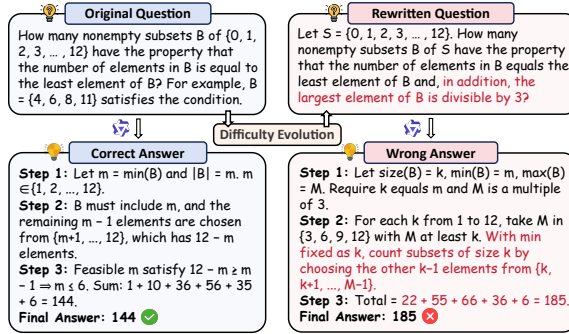 Original Question
How many nonempty subsets B of {0, 1,
2, 3, ... , 12} have the property that
the number of elements in B is equal to
the least element of B? For example, B
= {4, 6, 8, 11} satisfies the condition.
Rewritten Question
Let S = {0, 1, 2, 3, ... , 12}. How many
nonempty subsets B of S have the property
that the number of elements in B equals the
least element of B and, in addition, the
largest element of B is divisible by 3?
Difficulty Evolution
Correct Answer
Step 1: Let m = min(B) and |B| = m. m
∈{1, 2, ..., 12}.
Step 2: B must include m, and the
remaining m − 1 elements are chosen
from {m+1, ..., 12}, which has 12 − m
elements.
Step 3: Feasible m satisfy 12 − m ≥ m
− 1 ⇒ m ≤ 6. Sum: 1 + 10 + 36 + 56 + 35
+ 6 = 144.
Final Answer: 144
Wrong Answer
Step 1: Let size(B) = k, min(B) = m, max(B)
= M. Require k equals m and M is a multiple
of 3.
Step 2: For each k from 1 to 12, take M in
{3, 6, 9, 12} with M at least k. With min
fixed as k, count subsets of size k by
choosing the other k−1 elements from {k,
k+1, ..., M−1}.
Step 3: Total = 22 + 55 + 66 + 36 + 6 = 185.
Final Answer: 185